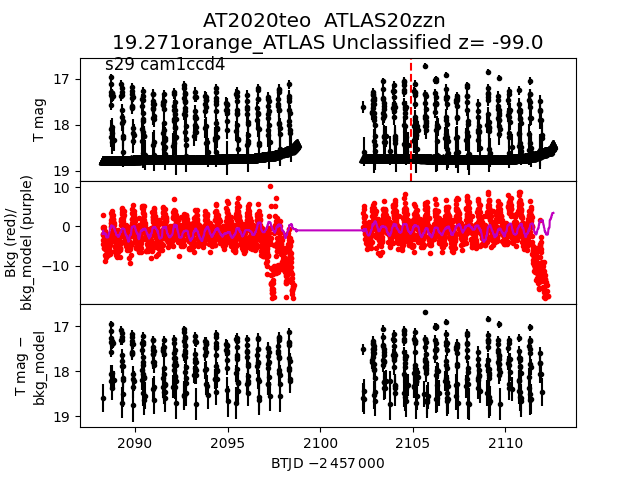 AT2020teo  ATLAS20zzn
19.271orange_ATLAS Unclassified z= -99.0
s29 cam1ccd4
17
18
19
T mag
10
0
−10
Bkg (red)/
bkg_model (purple)
17
18
19
T mag −
bkg_model
2090
2095
2100
2105
2110
BTJD −2 457 000